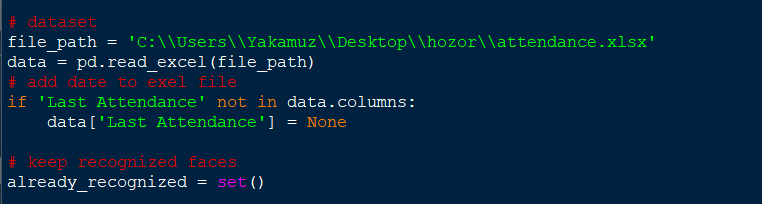 # dataset
file_path = 'C:\\Users\\Yakamuz\\Desktop\\hozor\\attendance.xlsx'
data = pd.read_excel(file_path)
# add date to exel file
if 'Last Attendance' not in data.columns:
    data['Last Attendance'] = None
# keep recognized faces
already_recognized = set()